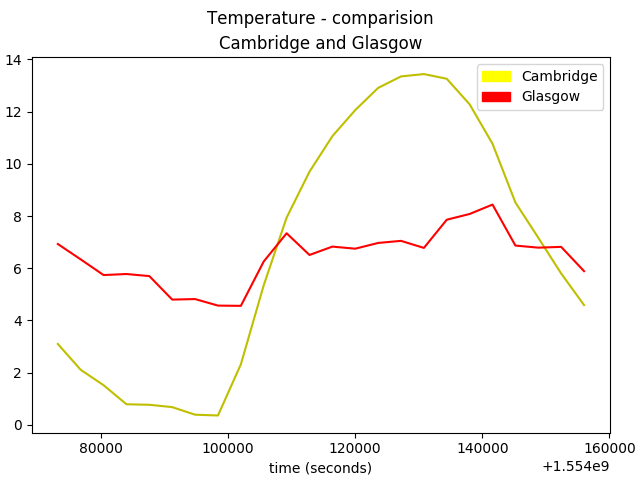 Temperature - comparision
Cambridge and Glasgow
Cambridge
Glasgow
14
12
10
8
6
4
2
0
80000 100000 120000 140000 160000
time (seconds)
+1.554e9